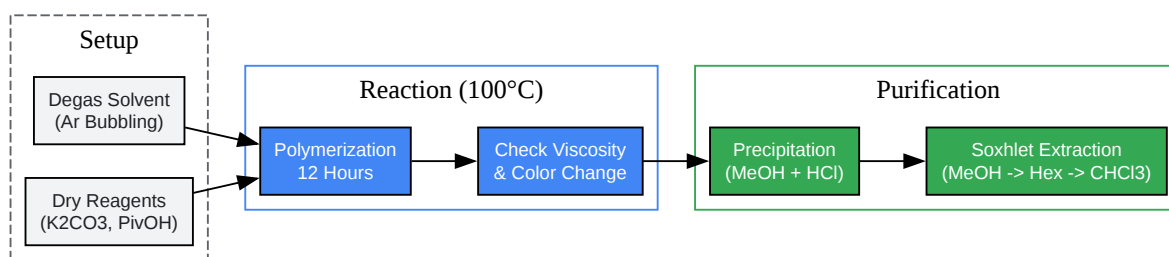 Setup
Degas Solvent
(Ar Bubbling)
Dry Reagents
(K2CO3, PivOH)
Reaction (100°C)
Polymerization
12 Hours
Check Viscosity
& Color Change
Purification
Precipitation
(MeOH + HCl)
Soxhlet Extraction
(MeOH -> Hex -> CHCl3)